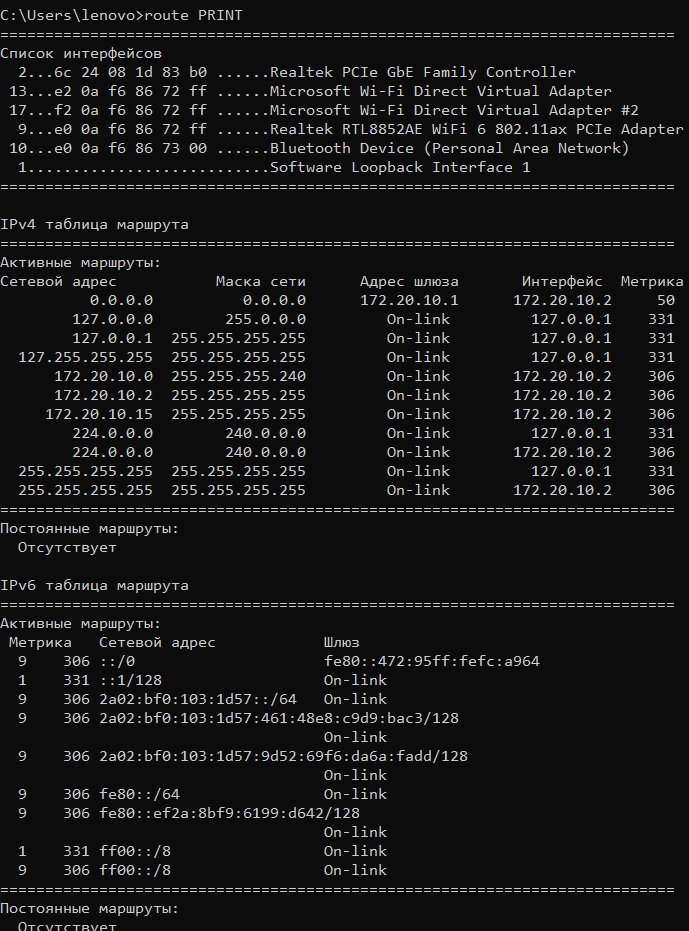 C:\Users\lenovo>route PRINT
===========================================================================
Список интерфейсов
  2...6c 24 08 1d 83 b0 ......Realtek PCIe GbE Family Controller
 13...e2 0a f6 86 72 ff ......Microsoft Wi-Fi Direct Virtual Adapter
 17...f2 0a f6 86 72 ff ......Microsoft Wi-Fi Direct Virtual Adapter #2
  9...e0 0a f6 86 72 ff ......Realtek RTL8852AE WiFi 6 802.11ax PCIe Adapter
 10...e0 0a f6 86 73 00 ......Bluetooth Device (Personal Area Network)
  1...........................Software Loopback Interface 1
===========================================================================

IPv4 таблица маршрута
===========================================================================
Активные маршруты:
Сетевой адрес           Маска сети      Адрес шлюза       Интерфейс  Метрика
          0.0.0.0          0.0.0.0      172.20.10.1      172.20.10.2     50
        127.0.0.0        255.0.0.0         On-link         127.0.0.1    331
        127.0.0.1  255.255.255.255         On-link         127.0.0.1    331
  127.255.255.255  255.255.255.255         On-link         127.0.0.1    331
      172.20.10.0  255.255.255.240         On-link       172.20.10.2    306
      172.20.10.2  255.255.255.255         On-link       172.20.10.2    306
     172.20.10.15  255.255.255.255         On-link       172.20.10.2    306
        224.0.0.0        240.0.0.0         On-link         127.0.0.1    331
        224.0.0.0        240.0.0.0         On-link       172.20.10.2    306
  255.255.255.255  255.255.255.255         On-link         127.0.0.1    331
  255.255.255.255  255.255.255.255         On-link       172.20.10.2    306
===========================================================================
Постоянные маршруты:
  Отсутствует

IPv6 таблица маршрута
===========================================================================
Активные маршруты:
 Метрика   Сетевой адрес            Шлюз
  9    306 ::/0                     fe80::472:95ff:fefc:a964
  1    331 ::1/128                  On-link
  9    306 2a02:bf0:103:1d57::/64   On-link
  9    306 2a02:bf0:103:1d57:461:48e8:c9d9:bac3/128
                                    On-link
  9    306 2a02:bf0:103:1d57:9d52:69f6:da6a:fadd/128
                                    On-link
  9    306 fe80::/64                On-link
  9    306 fe80::ef2a:8bf9:6199:d642/128
                                    On-link
  1    331 ff00::/8                 On-link
  9    306 ff00::/8                 On-link
===========================================================================
Постоянные маршруты:
  Отсутствует